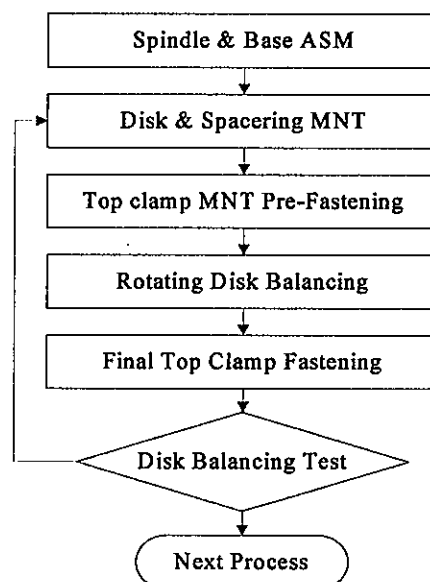 Spindle & Base ASM
Disk & Spacering MNT
Top clamp MNT Pre-Fastening
Rotating Disk Balancing
Final Top Clamp Fastening
Disk Balancing Test
Next Process